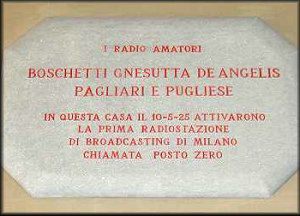 I RADIO AMATORI
BOSCHETTI GNESUTTA DE ANGELIS
PAGLIARI E PUGLIESE
IN QUESTA CASA IL 10-5-25 ATTIVARONO
LA PRIMA RADIOSTAZIONE
DI BROADCASTING DI MILANO
CHIAMATA POSTO ZERO